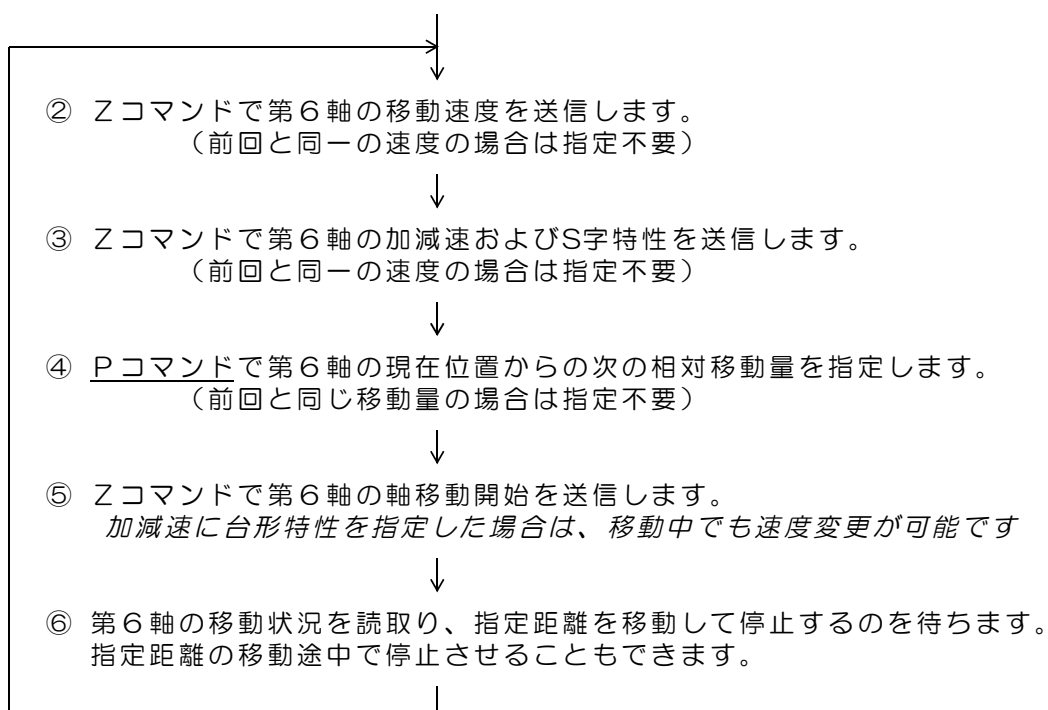 ② Ｚコマンドで第６軸の移動速度を送信します。
（前回と同一の速度の場合は指定不要）
③ Ｚコマンドで第６軸の加減速およびS字特性を送信します。
（前回と同一の速度の場合は指定不要）
④ Ｐコマンドで第６軸の現在位置からの次の相対移動量を指定します。
（前回と同じ移動量の場合は指定不要）
⑤ Ｚコマンドで第６軸の軸移動開始を送信します。
加減速に台形特性を指定した場合は、移動中でも速度変更が可能です
⑥ 第６軸の移動状況を読取り、指定距離を移動して停止するのを待ちます。
指定距離の移動途中で停止させることもできます。